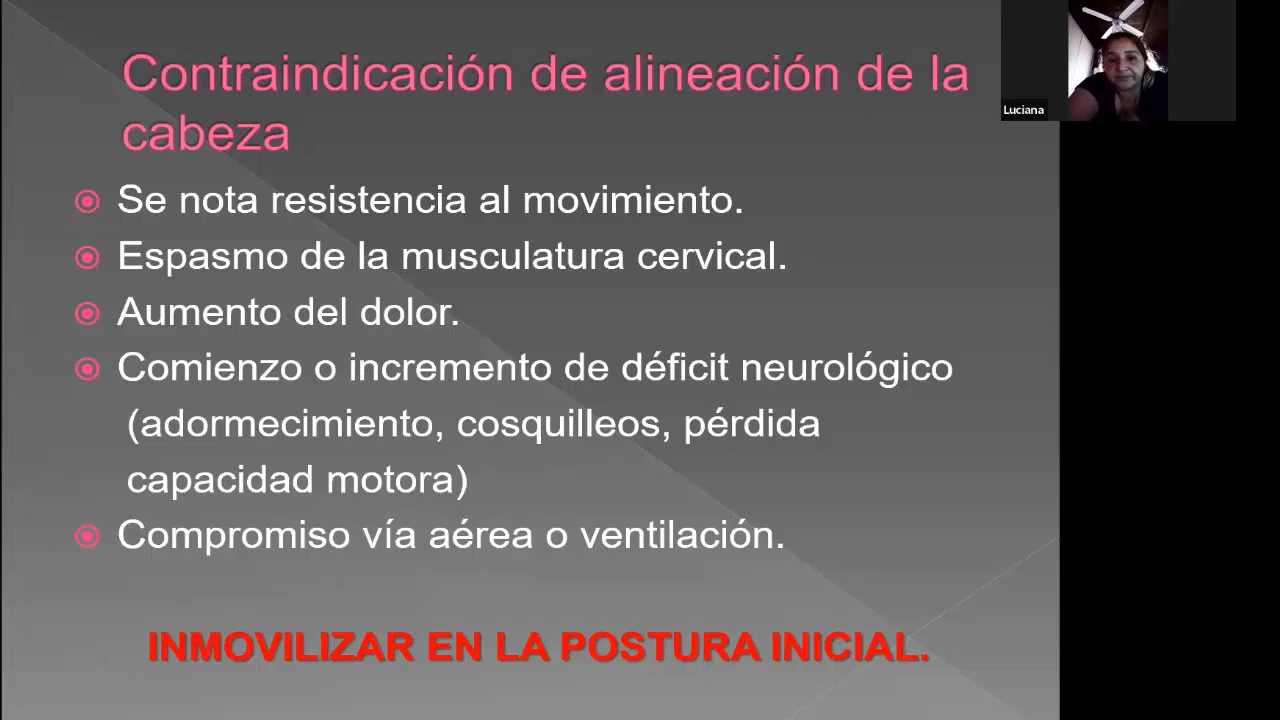 Contraindicación de alineación de la
cabeza
Luciana
Se nota resistencia al movimiento.
Espasmo de la musculatura cervical.
Aumento del dolor.
Comienzo o incremento de déficit neurológico
(adormecimiento, cosquilleos, pérdida
capacidad motora)
Compromiso vía aérea o ventilación.
INMOVILIZAR EN LA POSTURA INICIAL.